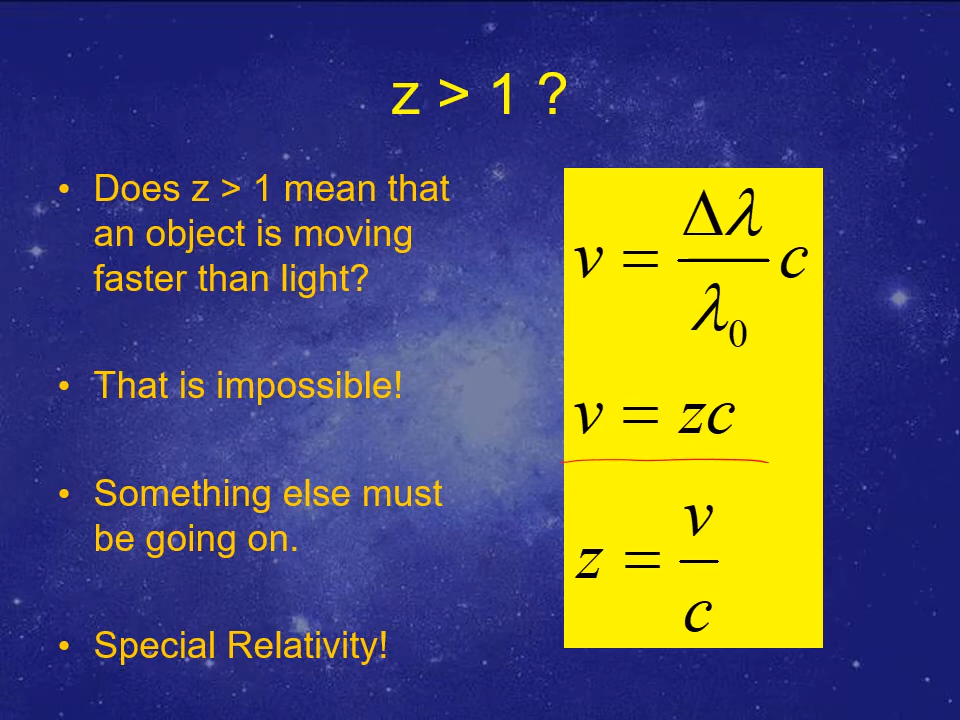 z > 1 ?
• Does z > 1 mean that
an object is moving
faster than light?
• That is impossible!
• Something else must
be going on.
• Special Relativity!
v = Δλ/λ₀ c
v = zc
z = v/c